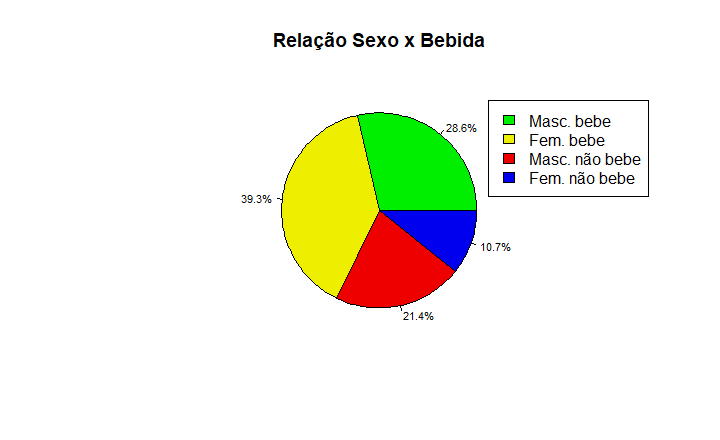 Relação Sexo x Bebida
28.6%
39.3%
21.4%
10.7%
Masc. bebe
Fem. bebe
Masc. não bebe
Fem. não bebe